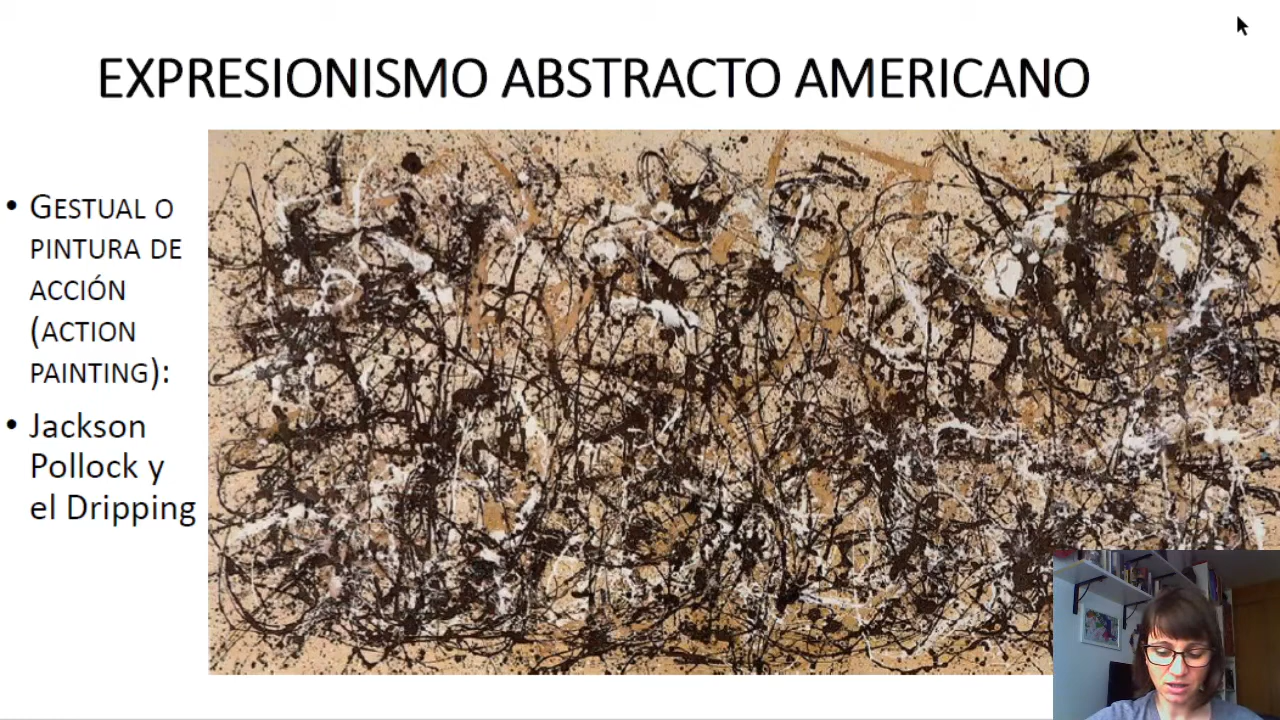 EXPRESIONISMO ABSTRACTO AMERICANO
• GESTUAL O
PINTURA DE
ACCIÓN
(ACTION
PAINTING):
• Jackson
Pollock y
el Dripping